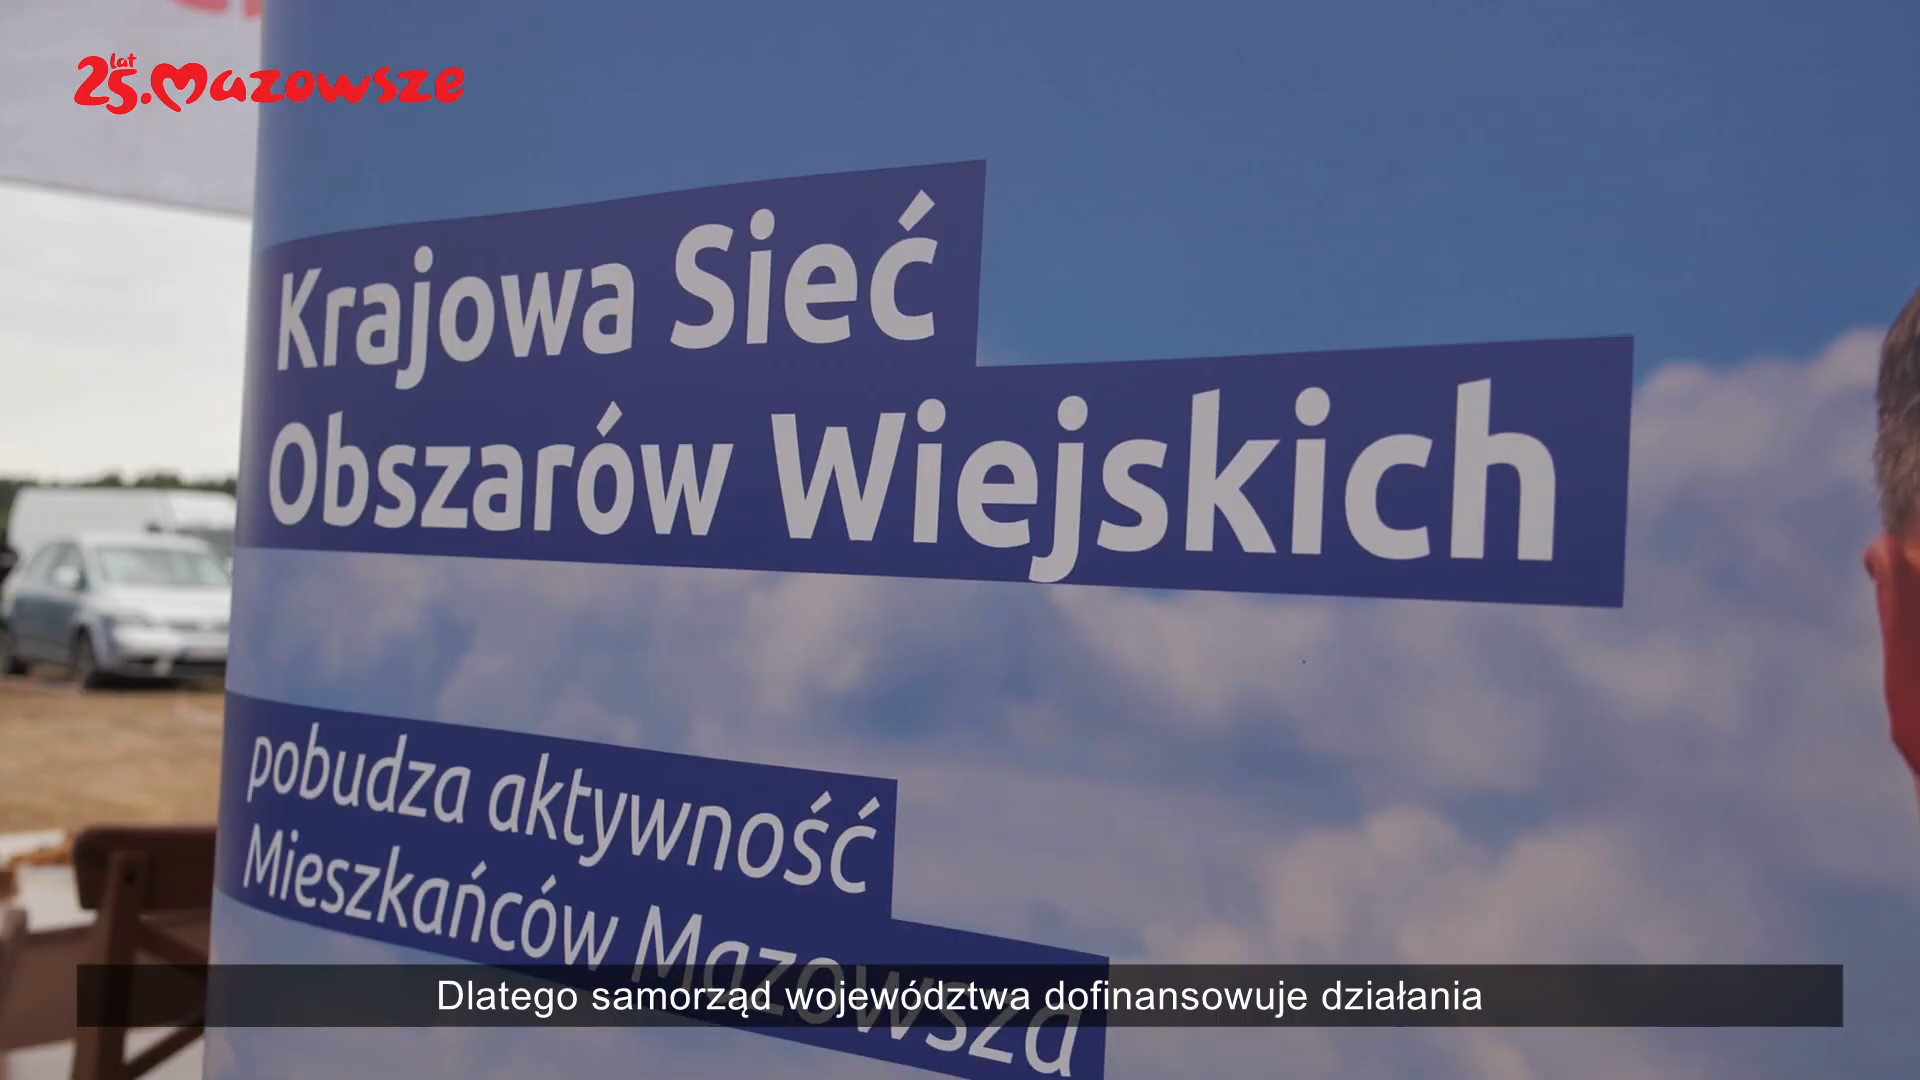 25 lat. Mazowsze
Krajowa Sieć
Obszarów Wiejskich
pobudza aktywność
Mieszkańców Mazowsza
Dlatego samorząd województwa dofinansowuje działania